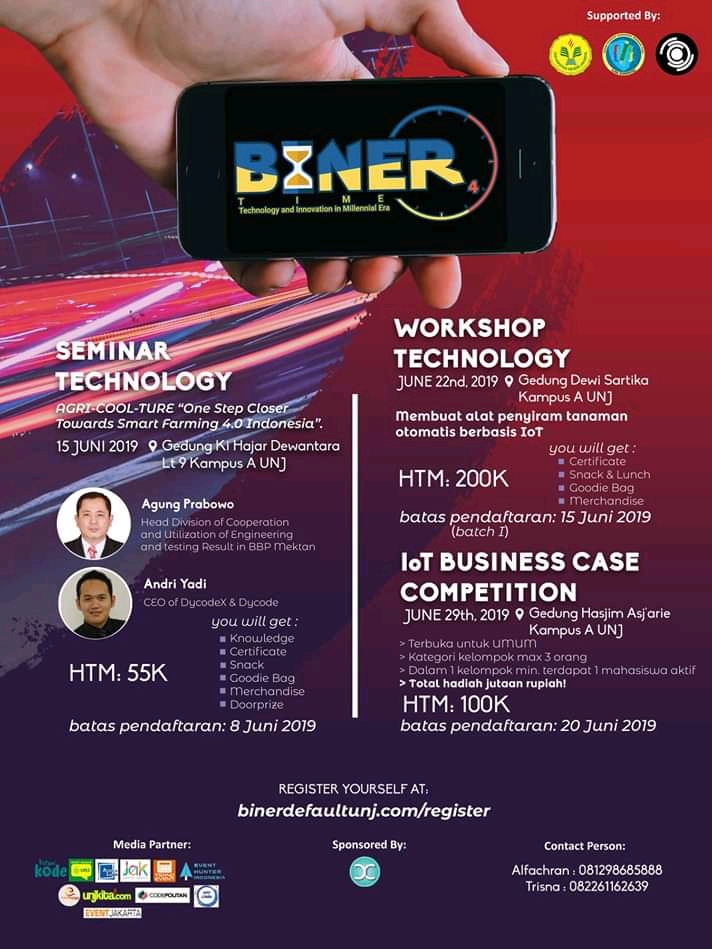 Supported By:
BINER
4
TIME
Technology and Innovation in Millennial Era
SEMINAR
TECHNOLOGY
AGRI-COOL-TURE "One Step Closer
Towards Smart Farming 4.0 Indonesia".
15 JUNI 2019 Gedung Ki Hajar Dewantara
Lt 9 Kampus A UNJ
Agung Prabowo
Head Division of Cooperation
and Utilization of Engineering
and testing Result in BBP Mektan
Andri Yadi
CEO of DycodeX & Dycode
you will get :
Knowledge
Certificate
Snack
Goodie Bag
Merchandise
Doorprize
HTM: 55K
batas pendaftaran: 8 Juni 2019
WORKSHOP
TECHNOLOGY
JUNE 22nd, 2019 Gedung Dewi Sartika
Kampus A UNJ
Membuat alat penyiram tanaman
otomatis berbasis IoT
you will get :
Certificate
Snack & Lunch
Goodie Bag
Merchandise
HTM: 200K
batas pendaftaran: 15 Juni 2019
(batch I)
IoT BUSINESS CASE
COMPETITION
JUNE 29th, 2019 Gedung Hasjim Asj'arie
Kampus A UNJ
> Terbuka untuk UMUM
> Kategori kelompok max 3 orang
> Dalam 1 kelompok min. terdapat 1 mahasiswa aktif
> Total hadiah jutaan rupiah!
HTM: 100K
batas pendaftaran: 20 Juni 2019
REGISTER YOURSELF AT:
binerdefaultunj.com/register
Media Partner:
kode
jak
EVENT
HUNTER
INDONESIA
unjkita.com
CODEPOLITAN
EVENTJAKARTA
Sponsored By:
Contact Person:
Alfachran : 081298685888
Trisna : 082261162639